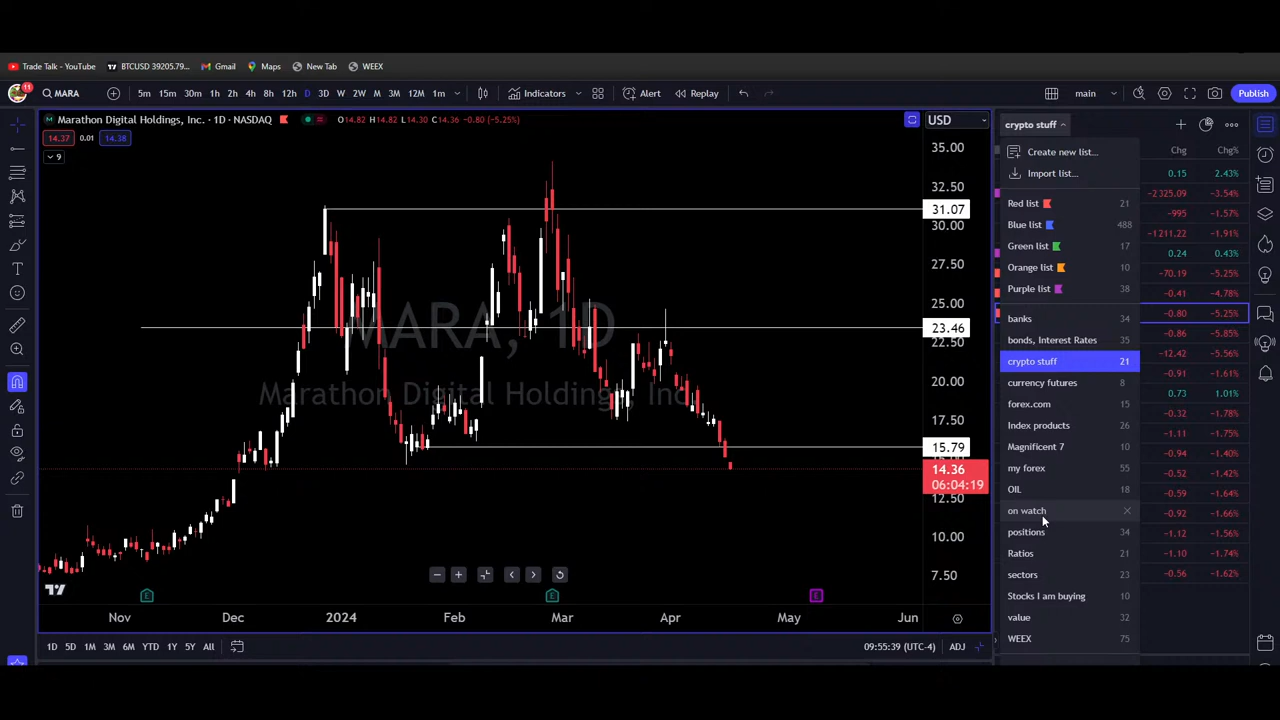 Trade Talk - YouTube BTCUSD 39205.79... Gmail Maps New Tab WEEX
11 MARA 5m 15m 30m 1h 2h 4h 8h 12h D 3D W 2W M 3M 6M 12M 1m Indicators Alert Replay main Publish
Marathon Digital Holdings, Inc. · 1D · NASDAQ O14.82 H14.82 L14.30 C14.36 -0.80 (-5.25%) USD
14.37 0.01 14.38
9
MARA, 1D
Marathon Digital Holdings, Inc.
35.00
32.50
31.07
30.00
27.50
25.00
23.46
22.50
20.00
17.50
15.79
14.36
06:04:19
12.50
10.00
7.50
E E E
Nov Dec 2024 Feb Mar Apr May Jun
1D 5D 1M 3M 6M YTD 1Y 5Y All 09:55:39 (UTC-4) ADJ
crypto stuff
Create new list...
Import list...
Red list 21
Blue list 488
Green list 17
Orange list 10
Purple list 38
banks 34
bonds, Interest Rates 35
crypto stuff 21
currency futures 8
forex.com 15
Index products 26
Magnificent 7 10
my forex 55
OIL 18
on watch
positions 34
Ratios 21
sectors 23
Stocks I am buying 10
value 32
WEEX 75
Chg Chg%
0.15 2.43%
-2325.09 -3.54%
-995 -1.57%
-1211.22 -1.91%
0.24 0.43%
-70.19 -5.25%
-0.41 -4.78%
-0.80 -5.25%
-0.86 -5.85%
-12.42 -5.56%
-0.91 -1.61%
0.73 1.01%
-0.32 -1.78%
-1.11 -1.75%
-0.94 -1.40%
-0.52 -1.42%
-0.59 -1.64%
-0.92 -1.66%
-1.12 -1.56%
-1.10 -1.74%
-0.56 -1.62%